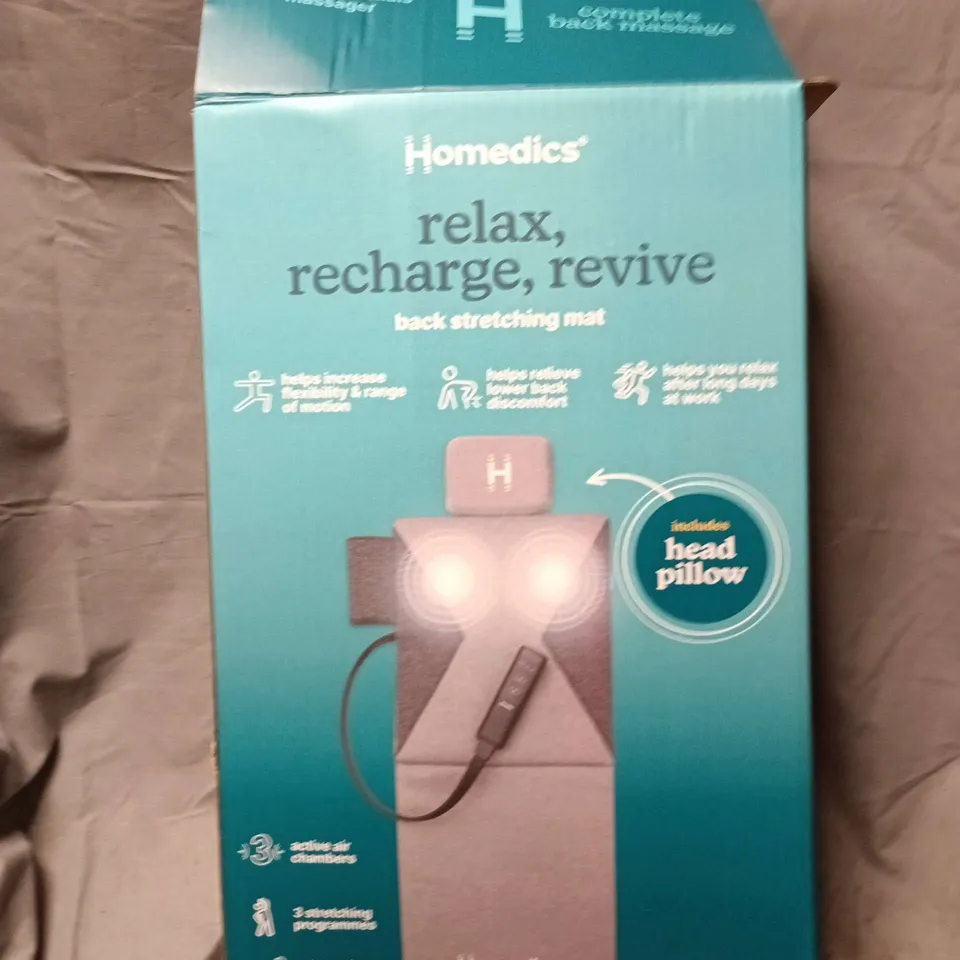 massager
H
complete
back massage
Homedics®
relax,
recharge, revive
back stretching mat
helps increase
flexibility & range
of motion
helps relieve
lower back
discomfort
helps you relax
after long days
at work
H
includes
head
pillow
3
active air
chambers
3 stretching
programmes